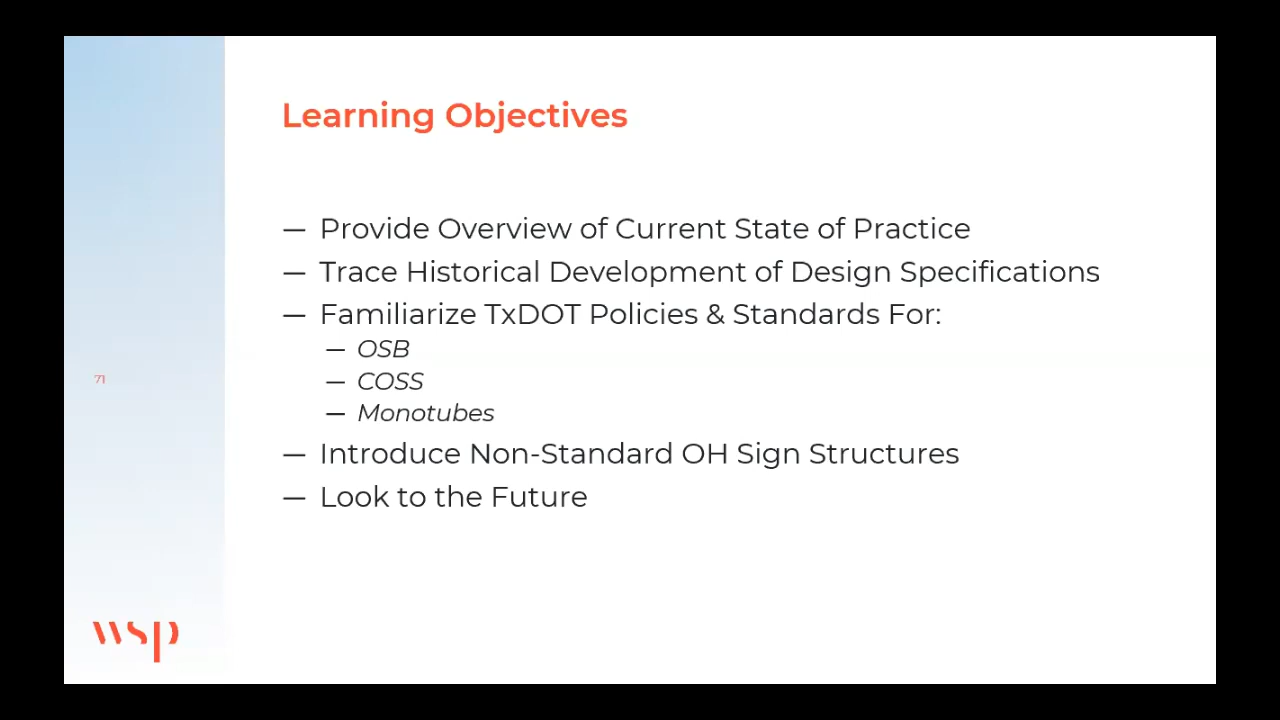 Learning Objectives
— Provide Overview of Current State of Practice
— Trace Historical Development of Design Specifications
— Familiarize TxDOT Policies & Standards For:
— OSB
— COSS
— Monotubes
— Introduce Non-Standard OH Sign Structures
— Look to the Future
71
wsp